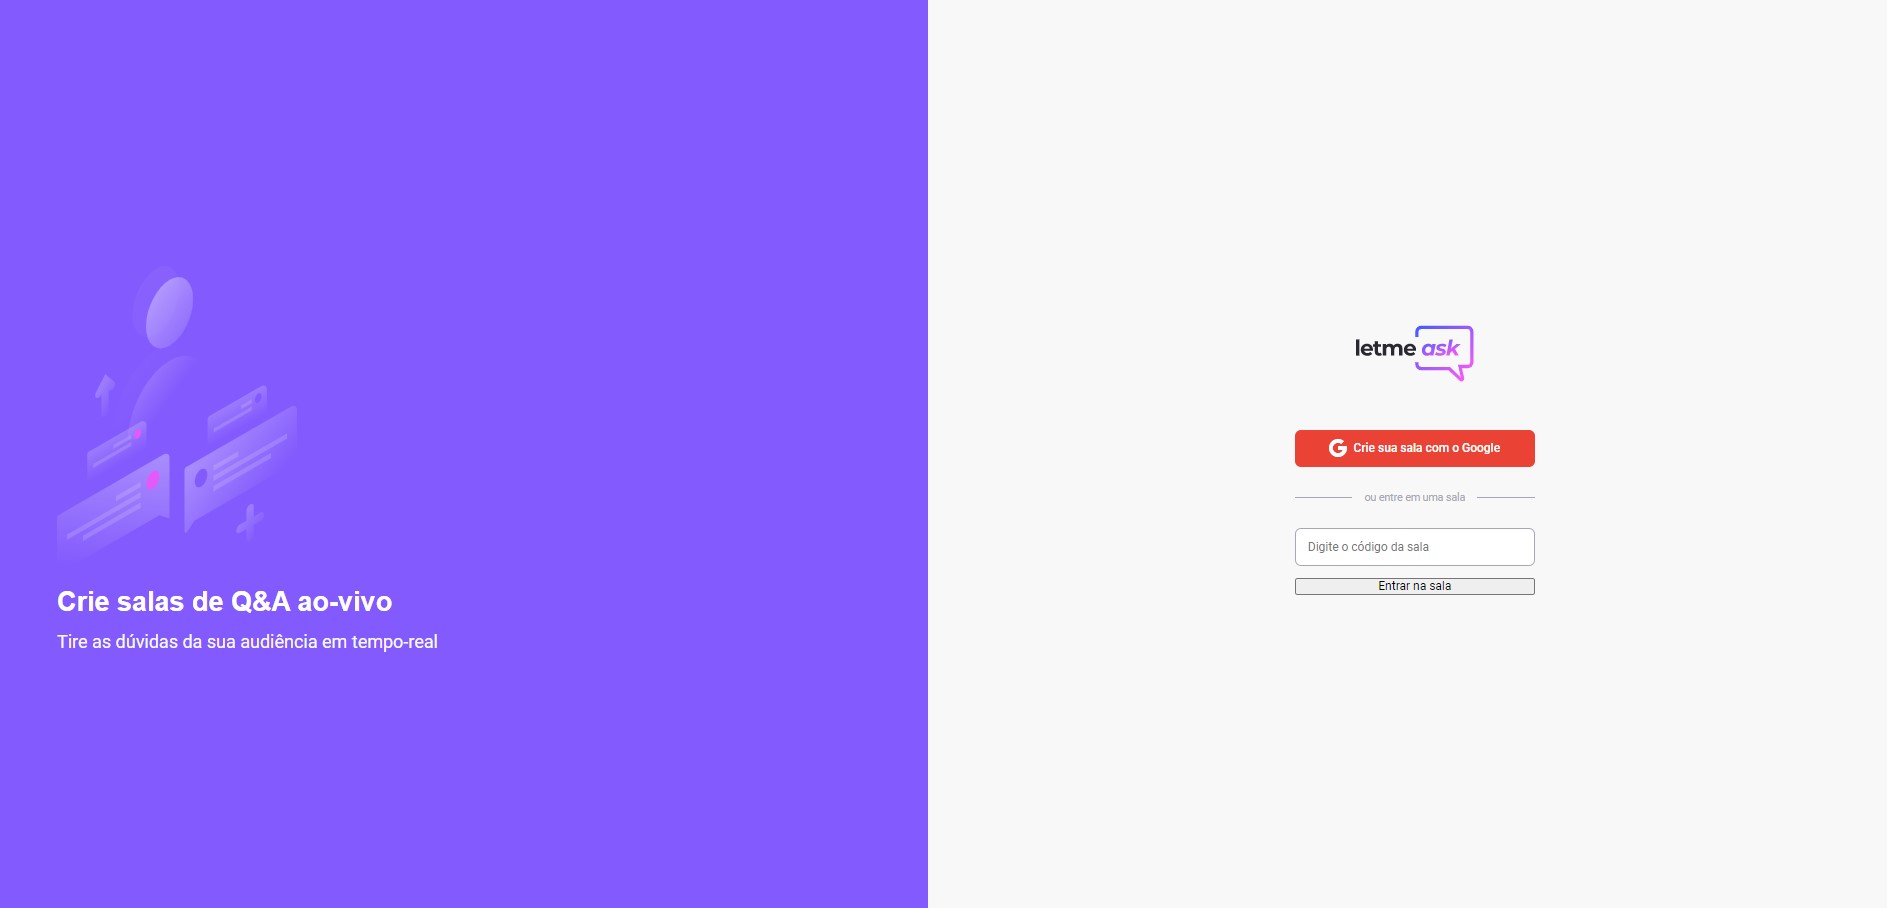 Crie salas de Q&A ao-vivo
Tire as dúvidas da sua audiência em tempo-real
letme ask
Crie sua sala com o Google
ou entre em uma sala
Digite o código da sala
Entrar na sala